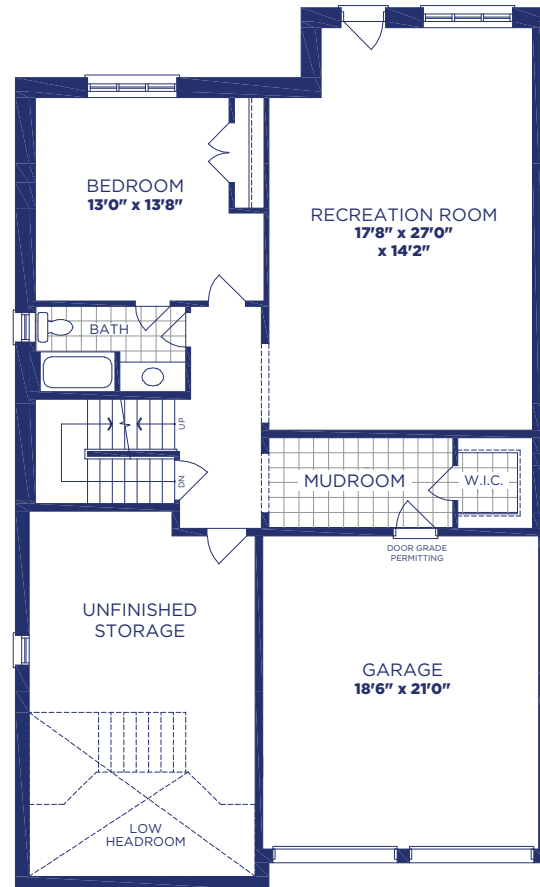 BEDROOM
13'0" x 13'8"
RECREATION ROOM
17'8" x 27'0"
x 14'2"
BATH
UP
DN
MUDROOM
W.I.C.
DOOR GRADE
PERMITTING
UNFINISHED
STORAGE
GARAGE
18'6" x 21'0"
LOW
HEADROOM